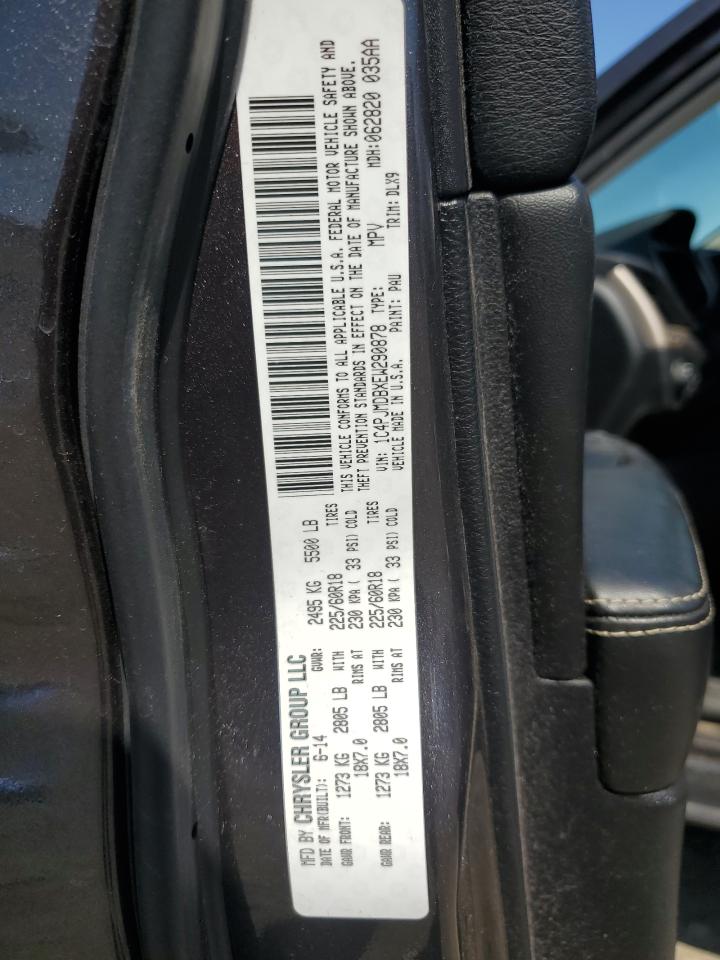 MFD BY CHRYSLER GROUP LLC
DATE OF MFR(BUILT): 6-14 GVWR: 2495 KG 5500 LB
GAWR FRONT: 1273 KG 2805 LB WITH 225/60R18 TIRES
18X7.0 RIMS AT 230 KPA ( 33 PSI) COLD
GAWR REAR: 1273 KG 2805 LB WITH 225/60R18 TIRES
18X7.0 RIMS AT 230 KPA ( 33 PSI) COLD
THIS VEHICLE CONFORMS TO ALL APPLICABLE U.S.A. FEDERAL MOTOR VEHICLE SAFETY AND
THEFT PREVENTION STANDARDS IN EFFECT ON THE DATE OF MANUFACTURE SHOWN ABOVE.
VIN: 1C4PJMDBXEW290878 TYPE: MPV MDH:062820 035AA
VEHICLE MADE IN U.S.A. PAINT: PAU TRIM: DLX9